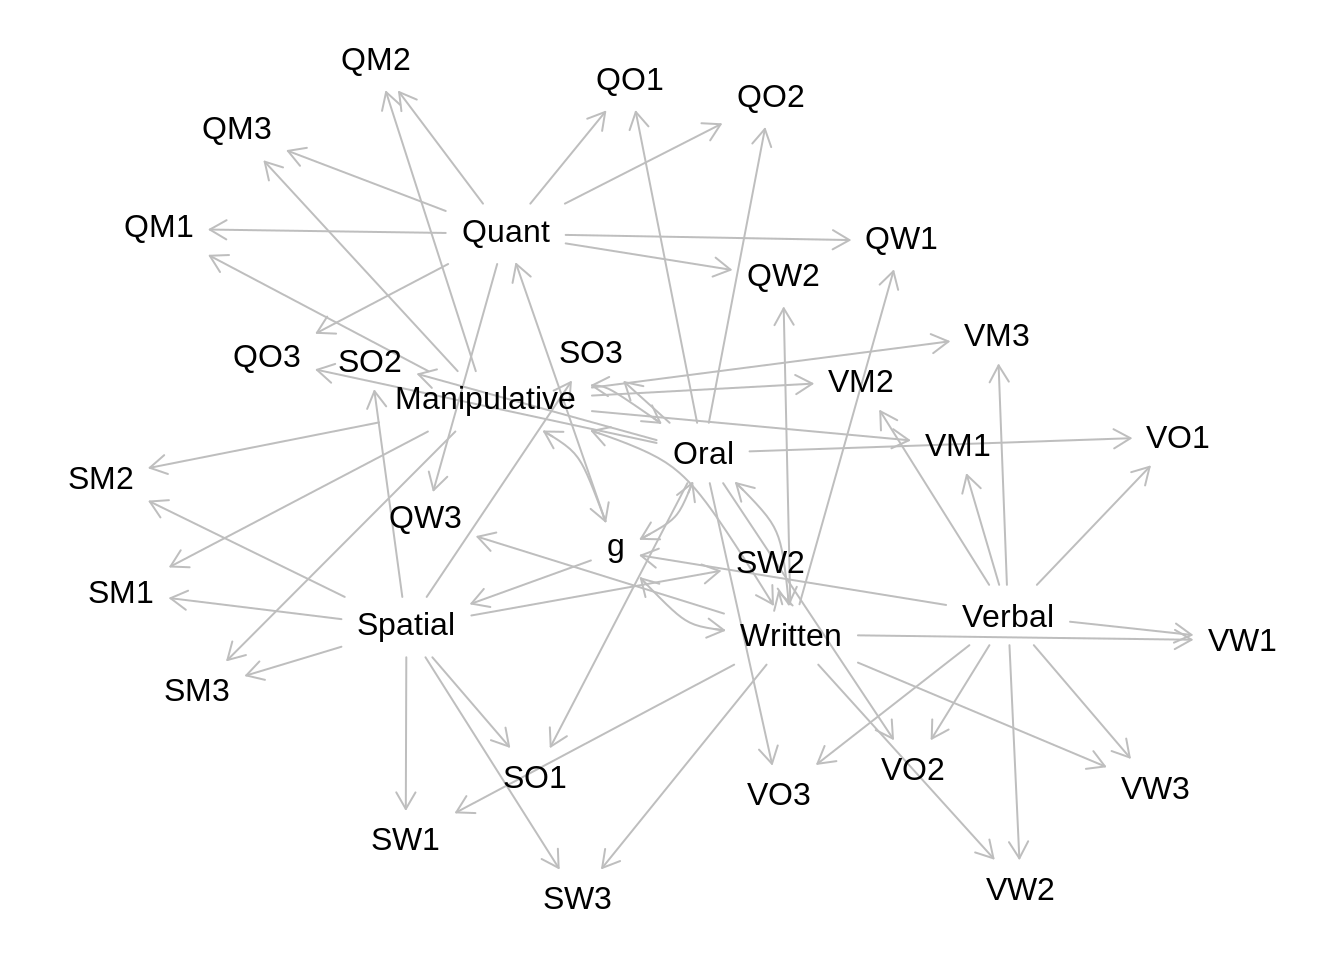 QM2
QO1
QO2
QM3
QM1
Quant
QW1
QW2
VM3
SO3
QO3
SO2
VM2
Manipulative
VO1
VM1
Oral
SM2
QW3
g
SW2
SM1
Verbal
Spatial
Written
VW1
SM3
VO2
SO1
VW3
VO3
SW1
VW2
SW3